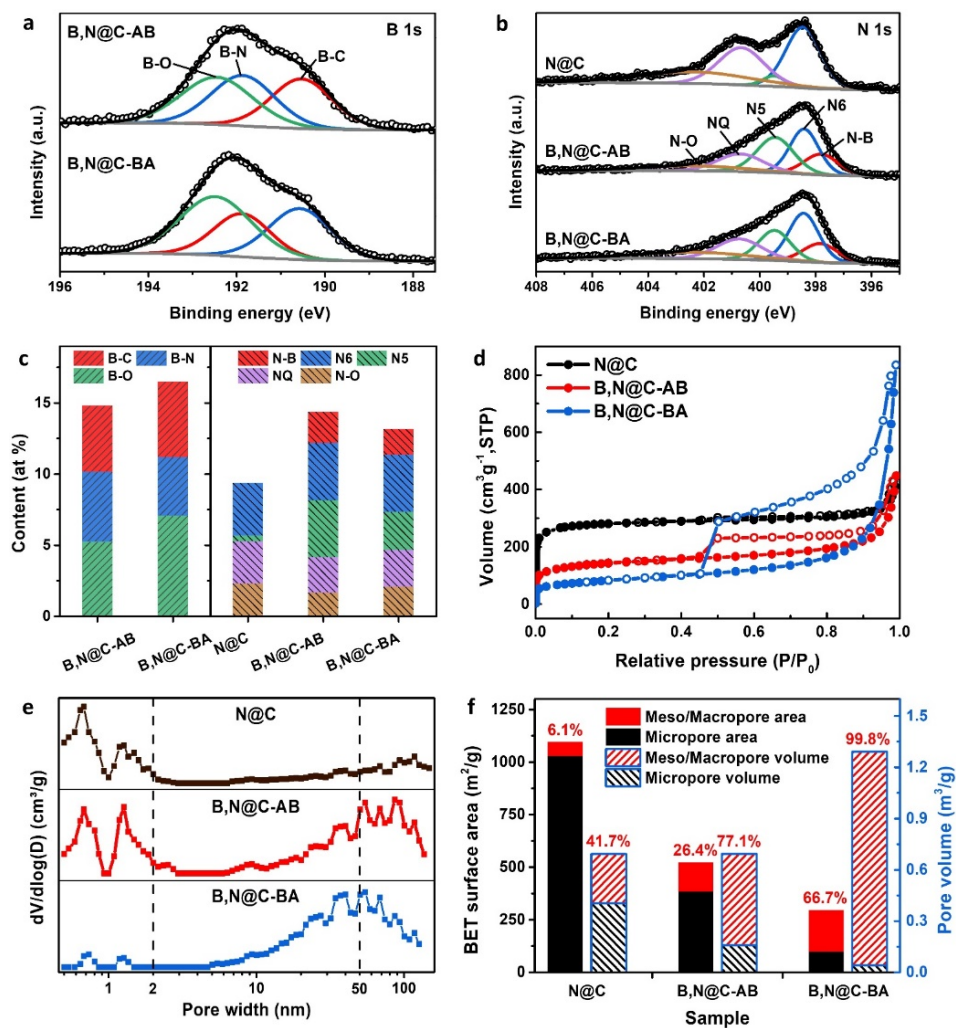 a
B,N@C-AB
B 1s
B-O
B-N
B-C
B,N@C-BA
Intensity (a.u.)
196
194
192
190
188
Binding energy (eV)
b
N 1s
N@C
N6
N5
NQ
N-O
N-B
B,N@C-AB
B,N@C-BA
Intensity (a.u.)
408
406
404
402
400
398
396
Binding energy (eV)
c
B-C
B-N
B-O
N-B
N6
N5
NQ
N-O
Content (at %)
15
10
5
0
B,N@C-AB
B,N@C-BA
N@C
B,N@C-AB
B,N@C-BA
d
N@C
B,N@C-AB
B,N@C-BA
Volume (cm³g⁻¹,STP)
800
600
400
200
0
0.0
0.2
0.4
0.6
0.8
1.0
Relative pressure (P/P₀)
e
N@C
B,N@C-AB
B,N@C-BA
dV/dlog(D) (cm³/g)
1
2
10
50
100
Pore width (nm)
f
Meso/Macropore area
Micropore area
Meso/Macropore volume
Micropore volume
6.1%
41.7%
26.4%
77.1%
66.7%
99.8%
BET surface area (m²/g)
1250
1000
750
500
250
0
Pore volume (m³/g)
1.5
1.2
0.9
0.6
0.3
0.0
N@C
B,N@C-AB
B,N@C-BA
Sample